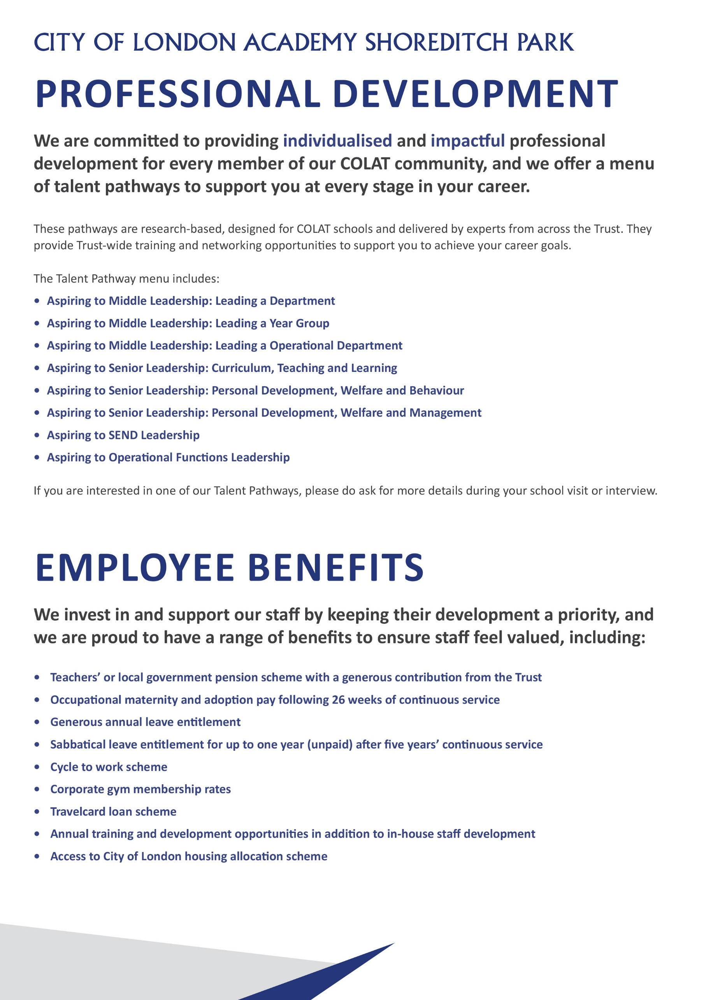 CITY OF LONDON ACADEMY SHOREDITCH PARK
PROFESSIONAL DEVELOPMENT
We are committed to providing individualised and impactful professional
development for every member of our COLAT community, and we offer a menu
of talent pathways to support you at every stage in your career.
These pathways are research-based, designed for COLAT schools and delivered by experts from across the Trust. They
provide Trust-wide training and networking opportunities to support you to achieve your career goals.
The Talent Pathway menu includes:
• Aspiring to Middle Leadership: Leading a Department
• Aspiring to Middle Leadership: Leading a Year Group
• Aspiring to Middle Leadership: Leading a Operational Department
• Aspiring to Senior Leadership: Curriculum, Teaching and Learning
• Aspiring to Senior Leadership: Personal Development, Welfare and Behaviour
• Aspiring to Senior Leadership: Personal Development, Welfare and Management
• Aspiring to SEND Leadership
• Aspiring to Operational Functions Leadership
If you are interested in one of our Talent Pathways, please do ask for more details during your school visit or interview.
EMPLOYEE BENEFITS
We invest in and support our staff by keeping their development a priority, and
we are proud to have a range of benefits to ensure staff feel valued, including:
• Teachers’ or local government pension scheme with a generous contribution from the Trust
• Occupational maternity and adoption pay following 26 weeks of continuous service
• Generous annual leave entitlement
• Sabbatical leave entitlement for up to one year (unpaid) after five years’ continuous service
• Cycle to work scheme
• Corporate gym membership rates
• Travelcard loan scheme
• Annual training and development opportunities in addition to in-house staff development
• Access to City of London housing allocation scheme